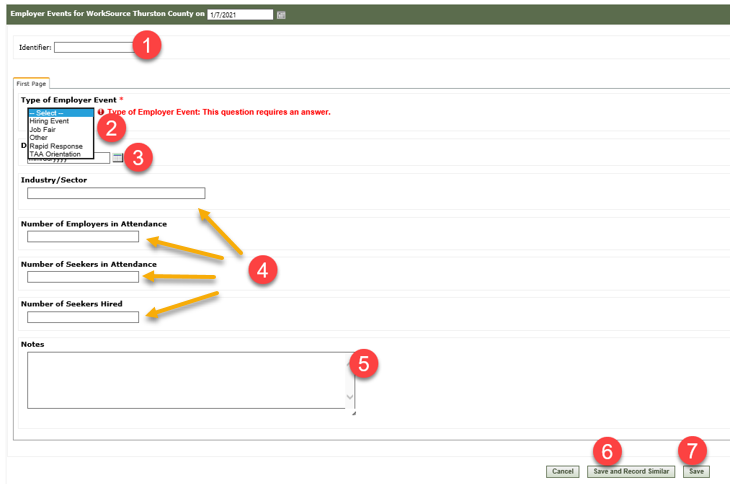 Employer Events for WorkSource Thurston County on 1/7/2021
Identifier: 1
First Page
Type of Employer Event *
-- Select -- Type of Employer Event: This question requires an answer.
Hiring Event
Job Fair
2
Other
Rapid Response
D
TAA Orientation
3
Industry/Sector
Number of Employers in Attendance
Number of Seekers in Attendance
4
Number of Seekers Hired
Notes
5
6 7
Cancel Save and Record Similar Save